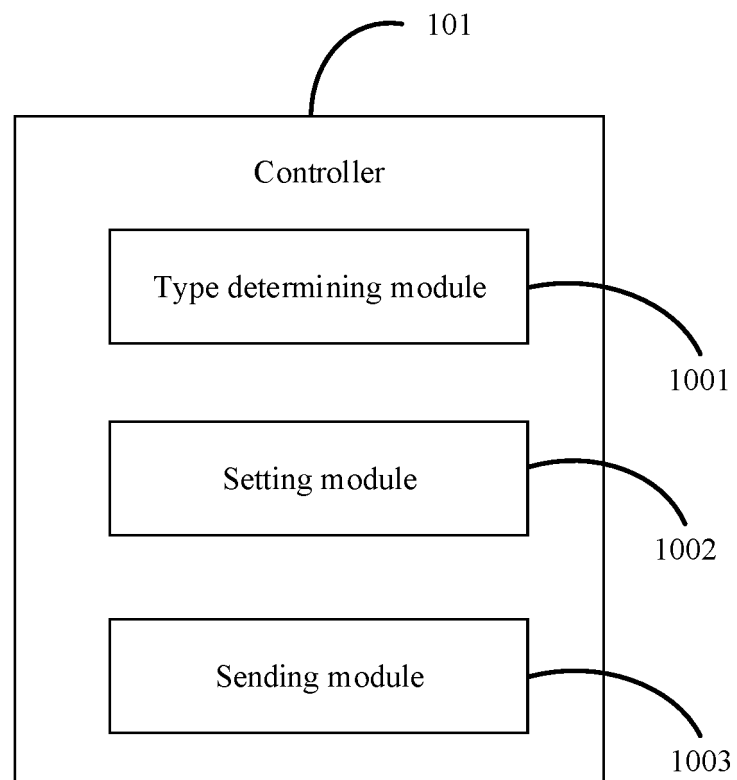 101
Controller
Type determining module
1001
Setting module
1002
Sending module
1003